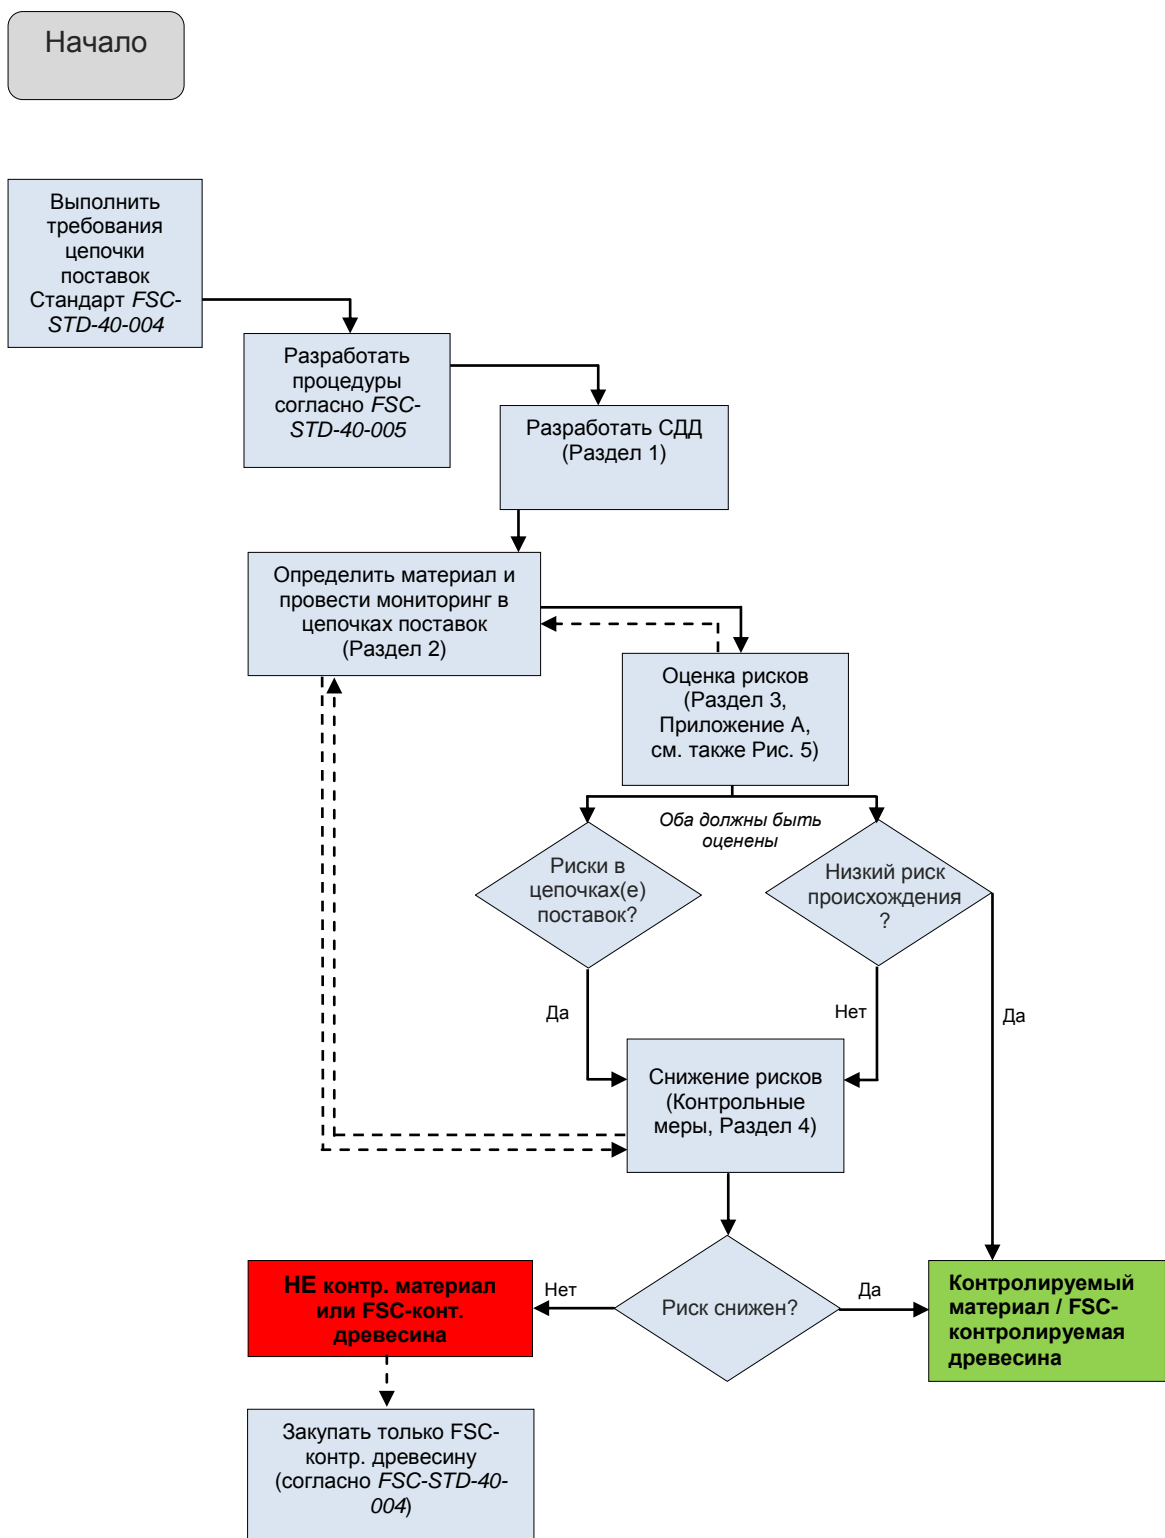 Начало
Выполнить
требования
цепочки
поставок
Стандарт FSC-
STD-40-004
Разработать
процедуры
согласно FSC-
STD-40-005
Разработать СДД
(Раздел 1)
Определить материал и
провести мониторинг в
цепочках поставок
(Раздел 2)
Оценка рисков
(Раздел 3,
Приложение А,
см. также Рис. 5)
Оба должны быть
оценены
Риски в
цепочках(е)
поставок?
Низкий риск
происхождения
?
Да
Нет
Да
Снижение рисков
(Контрольные
меры, Раздел 4)
НЕ контр. материал
или FSC-конт.
древесина
Нет
Риск снижен?
Да
Контролируемый
материал / FSC-
контролируемая
древесина
Закупать только FSC-
контр. древесину
(согласно FSC-STD-40-
004)